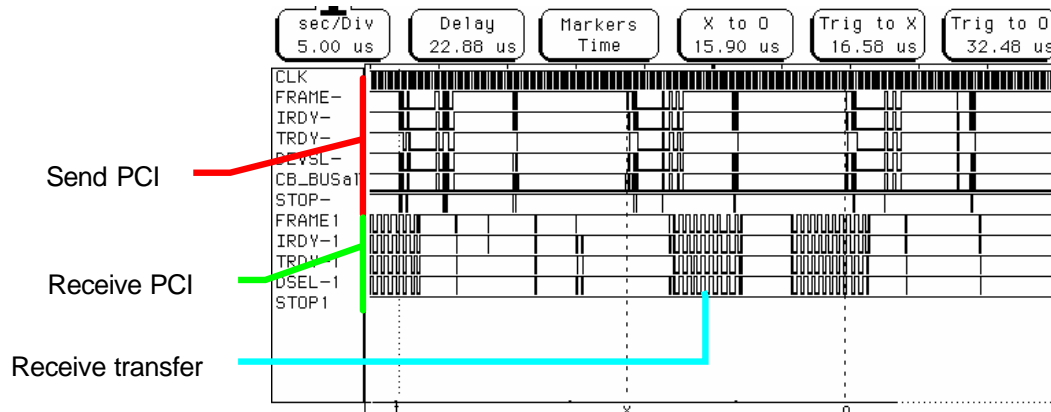 sec/Div Delay Markers X to O Trig to X Trig to O
5.00 us 22.88 us Time 15.90 us 16.58 us 32.48 us
CLK
FRAME-
IRDY-
TRDY-
DEVSL-
CB_BUSal
STOP-
FRAME1
IRDY-1
TRDY-1
DSEL-1
STOP1
Send PCI
Receive PCI
Receive transfer
t X O